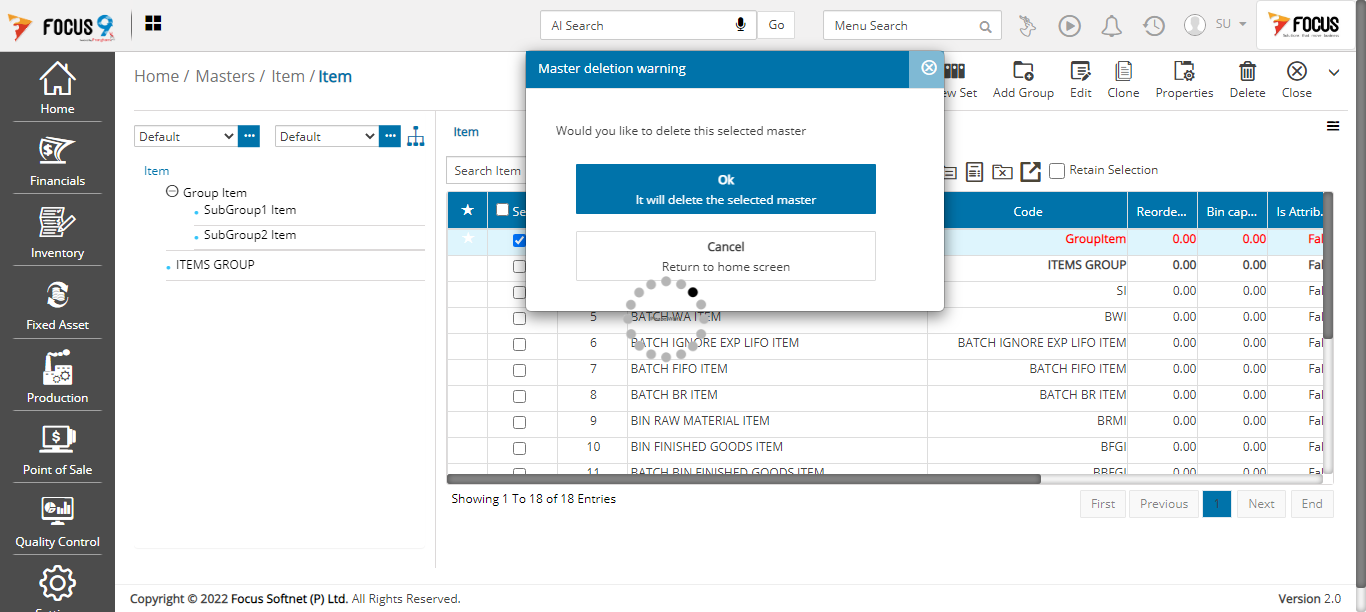 FOCUS 9
AI Search
Go
Menu Search
SU
FOCUS
Home
Financials
Inventory
Fixed Asset
Production
Point of Sale
Quality Control
Home / Masters / Item / Item
Add Group
Edit
Clone
Properties
Delete
Close
Default
Default
Item
Group Item
SubGroup1 Item
SubGroup2 Item
ITEMS GROUP
Item
Search Item
Retain Selection
Master deletion warning
Would you like to delete this selected master
Ok
It will delete the selected master
Cancel
Return to home screen
Code Reorde... Bin cap... Is Attrib.
GroupItem 0.00 0.00 Fal
ITEMS GROUP 0.00 0.00 Fal
SI 0.00 0.00 Fal
5 BATCH WA ITEM BWI 0.00 0.00 Fal
6 BATCH IGNORE EXP LIFO ITEM BATCH IGNORE EXP LIFO ITEM 0.00 0.00 Fal
7 BATCH FIFO ITEM BATCH FIFO ITEM 0.00 0.00 Fal
8 BATCH BR ITEM BATCH BR ITEM 0.00 0.00 Fal
9 BIN RAW MATERIAL ITEM BRMI 0.00 0.00 Fal
10 BIN FINISHED GOODS ITEM BFGI 0.00 0.00 Fal
11 BATCH BIN FINISHED GOODS ITEM BBFGI 0.00 0.00 Fal
Showing 1 To 18 of 18 Entries
First Previous 1 Next End
Copyright © 2022 Focus Softnet (P) Ltd. All Rights Reserved.
Version 2.0